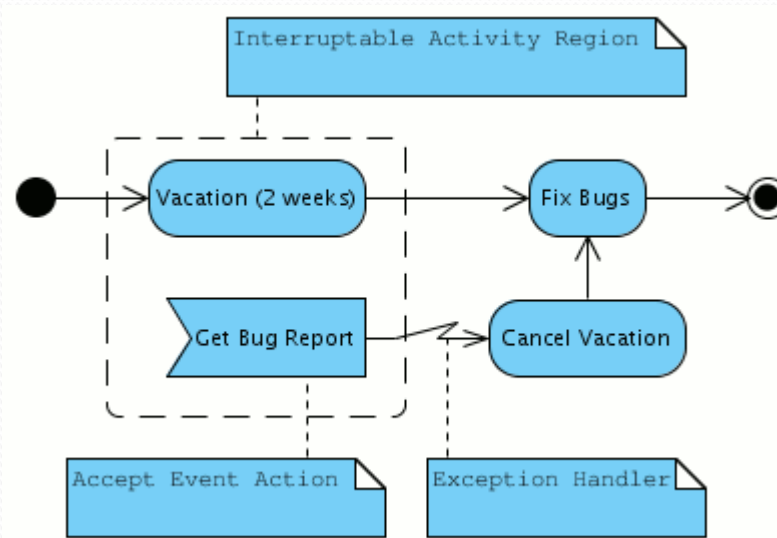 Interruptable Activity Region
Vacation (2 weeks)
Fix Bugs
Get Bug Report
Cancel Vacation
Accept Event Action
Exception Handler